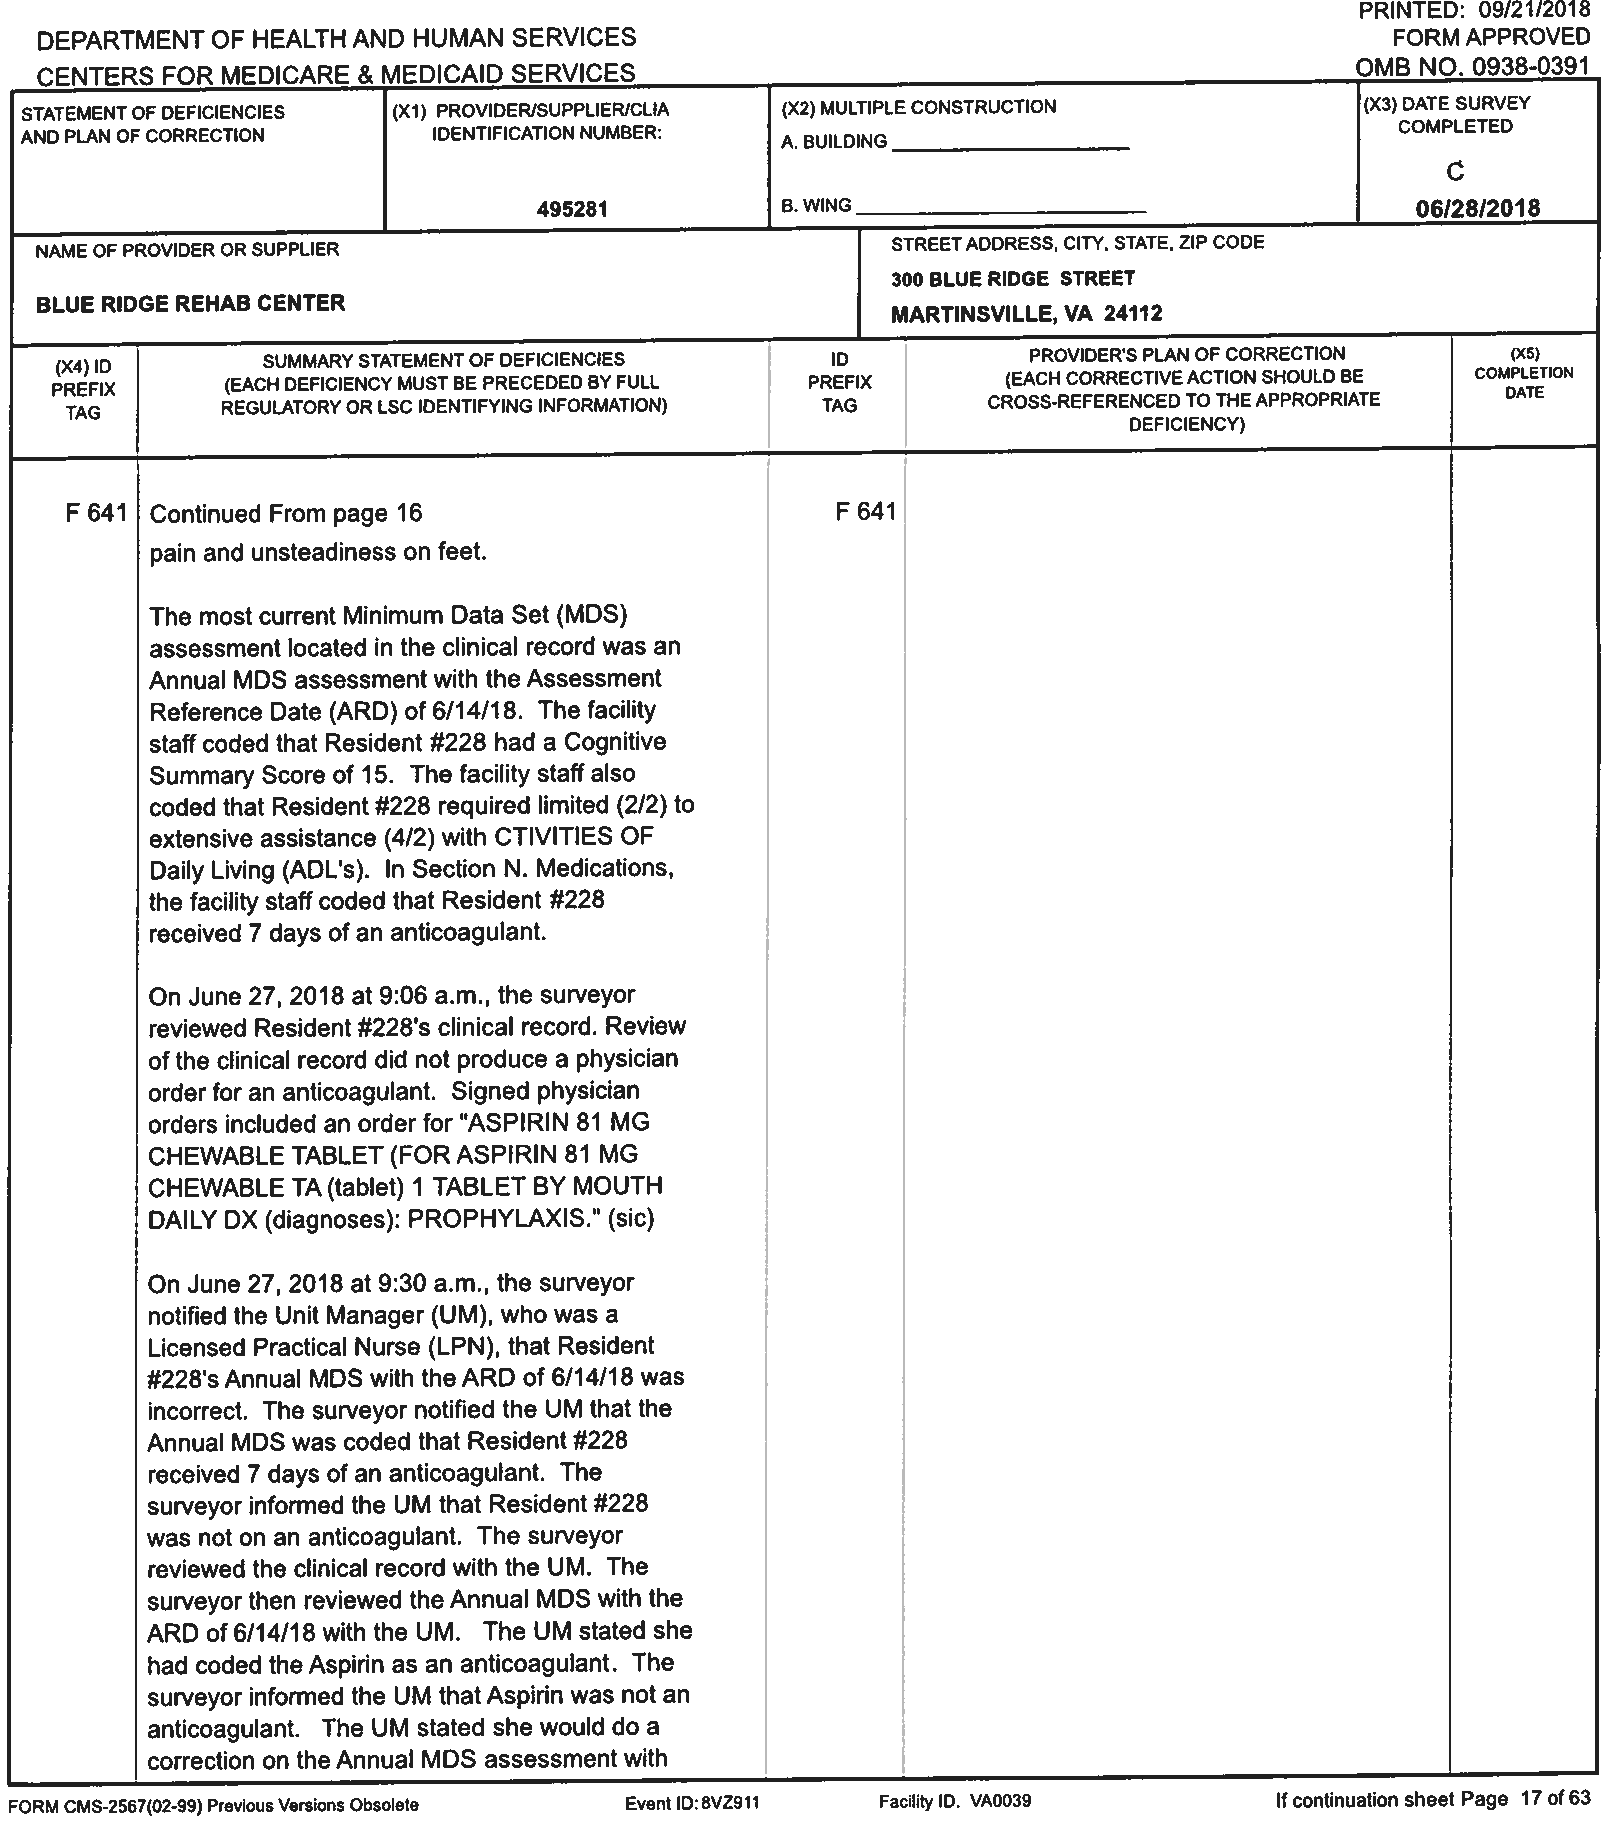 PRINTED: 09/21/2018
DEPARTMENT OF HEALTH AND HUMAN SERVICES
FORM APPROVED
CENTERS FOR MEDICARE & MEDICAID SERVICES
OMB NO. 0938-0391
STATEMENT OF DEFICIENCIES
AND PLAN OF CORRECTION
(X1) PROVIDER/SUPPLIER/CLIA
IDENTIFICATION NUMBER:
495281
(X2) MULTIPLE CONSTRUCTION
A. BUILDING
B. WING
(X3) DATE SURVEY
COMPLETED
C
06/28/2018
NAME OF PROVIDER OR SUPPLIER
BLUE RIDGE REHAB CENTER
STREET ADDRESS, CITY, STATE, ZIP CODE
300 BLUE RIDGE STREET
MARTINSVILLE, VA 24112
(X4) ID
PREFIX
TAG
SUMMARY STATEMENT OF DEFICIENCIES
(EACH DEFICIENCY MUST BE PRECEDED BY FULL
REGULATORY OR LSC IDENTIFYING INFORMATION)
ID
PREFIX
TAG
PROVIDER'S PLAN OF CORRECTION
(EACH CORRECTIVE ACTION SHOULD BE
CROSS-REFERENCED TO THE APPROPRIATE
DEFICIENCY)
(X5)
COMPLETION
DATE
F 641 Continued From page 16 F 641
pain and unsteadiness on feet.
The most current Minimum Data Set (MDS)
assessment located in the clinical record was an
Annual MDS assessment with the Assessment
Reference Date (ARD) of 6/14/18. The facility
staff coded that Resident #228 had a Cognitive
Summary Score of 15. The facility staff also
coded that Resident #228 required limited (2/2) to
extensive assistance (4/2) with CTIVITIES OF
Daily Living (ADL's). In Section N. Medications,
the facility staff coded that Resident #228
received 7 days of an anticoagulant.
On June 27, 2018 at 9:06 a.m., the surveyor
reviewed Resident #228's clinical record. Review
of the clinical record did not produce a physician
order for an anticoagulant. Signed physician
orders included an order for "ASPIRIN 81 MG
CHEWABLE TABLET (FOR ASPIRIN 81 MG
CHEWABLE TA (tablet) 1 TABLET BY MOUTH
DAILY DX (diagnoses): PROPHYLAXIS." (sic)
On June 27, 2018 at 9:30 a.m., the surveyor
notified the Unit Manager (UM), who was a
Licensed Practical Nurse (LPN), that Resident
#228's Annual MDS with the ARD of 6/14/18 was
incorrect. The surveyor notified the UM that the
Annual MDS was coded that Resident #228
received 7 days of an anticoagulant. The
surveyor informed the UM that Resident #228
was not on an anticoagulant. The surveyor
reviewed the clinical record with the UM. The
surveyor then reviewed the Annual MDS with the
ARD of 6/14/18 with the UM. The UM stated she
had coded the Aspirin as an anticoagulant. The
surveyor informed the UM that Aspirin was not an
anticoagulant. The UM stated she would do a
correction on the Annual MDS assessment with
FORM CMS-2567(02-99) Previous Versions Obsolete Event ID:8VZ911 Facility ID. VA0039 If continuation sheet Page 17 of 63